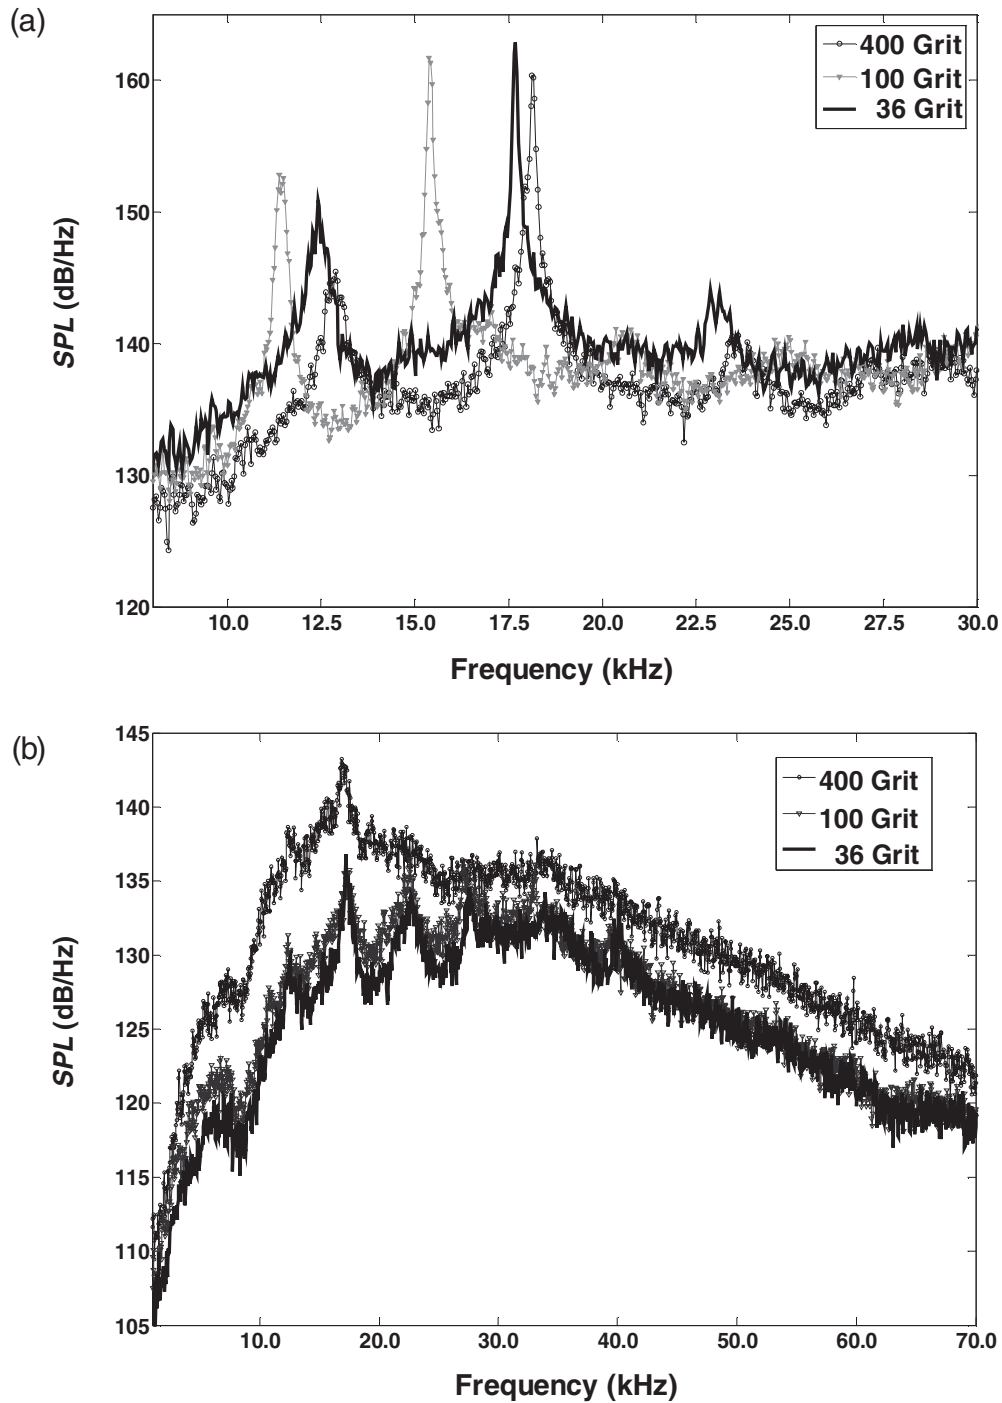 (a)
160
150
140
130
120
SPL (dB/Hz)
400 Grit
100 Grit
36 Grit
10.0 12.5 15.0 17.5 20.0 22.5 25.0 27.5 30.0
Frequency (kHz)
(b)
145
140
135
130
125
120
115
110
105
SPL (dB/Hz)
400 Grit
100 Grit
36 Grit
10.0 20.0 30.0 40.0 50.0 60.0 70.0
Frequency (kHz)